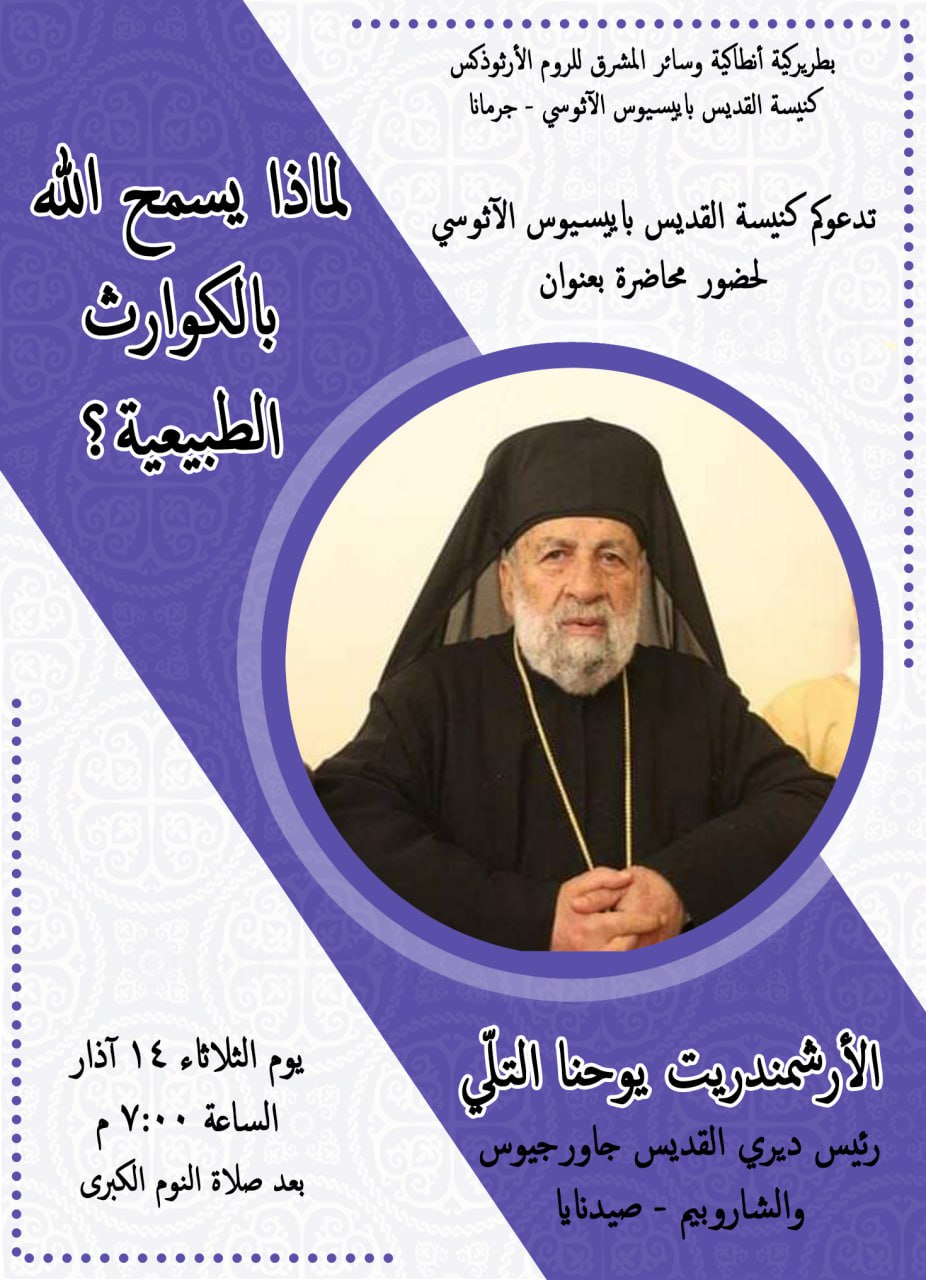 بطريركية أنطاكية وسائر المشرق للروم الأرثوذكس
كنيسة القديس باييسيوس الآثوسي - جرمانا
تدعوكم كنيسة القديس باييسيوس الآثوسي
لحضور محاضرة بعنوان
لماذا يسمح الله
بالكوارث
الطبيعية؟
الأرشمندريت يوحنا التلّي
رئيس ديري القديس جاورجيوس
والشاروبيم - صيدنايا
يوم الثلاثاء ١٤ آذار
الساعة ٧:٠٠ م
بعد صلاة النوم الكبرى